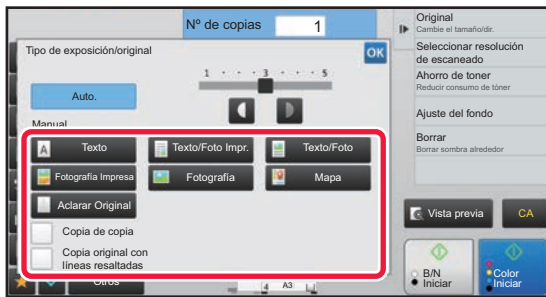 Nº de copias 1
Tipo de exposición/original
OK
1 · · · 3 · · · 5
Auto.
Manual
A Texto
Texto/Foto Impr.
Texto/Foto
Fotografía Impresa
Fotografía
Mapa
Aclarar Original
Copia de copia
Copia original con
líneas resaltadas
Otros
4 A3
Original
Cambie el tamaño/dir.
Seleccionar resolución
de escaneado
Ahorro de toner
Reducir consumo de tóner
Ajuste del fondo
Borrar
Borrar sombra alrededor
Vista previa
CA
B/N
Iniciar
Color
Iniciar